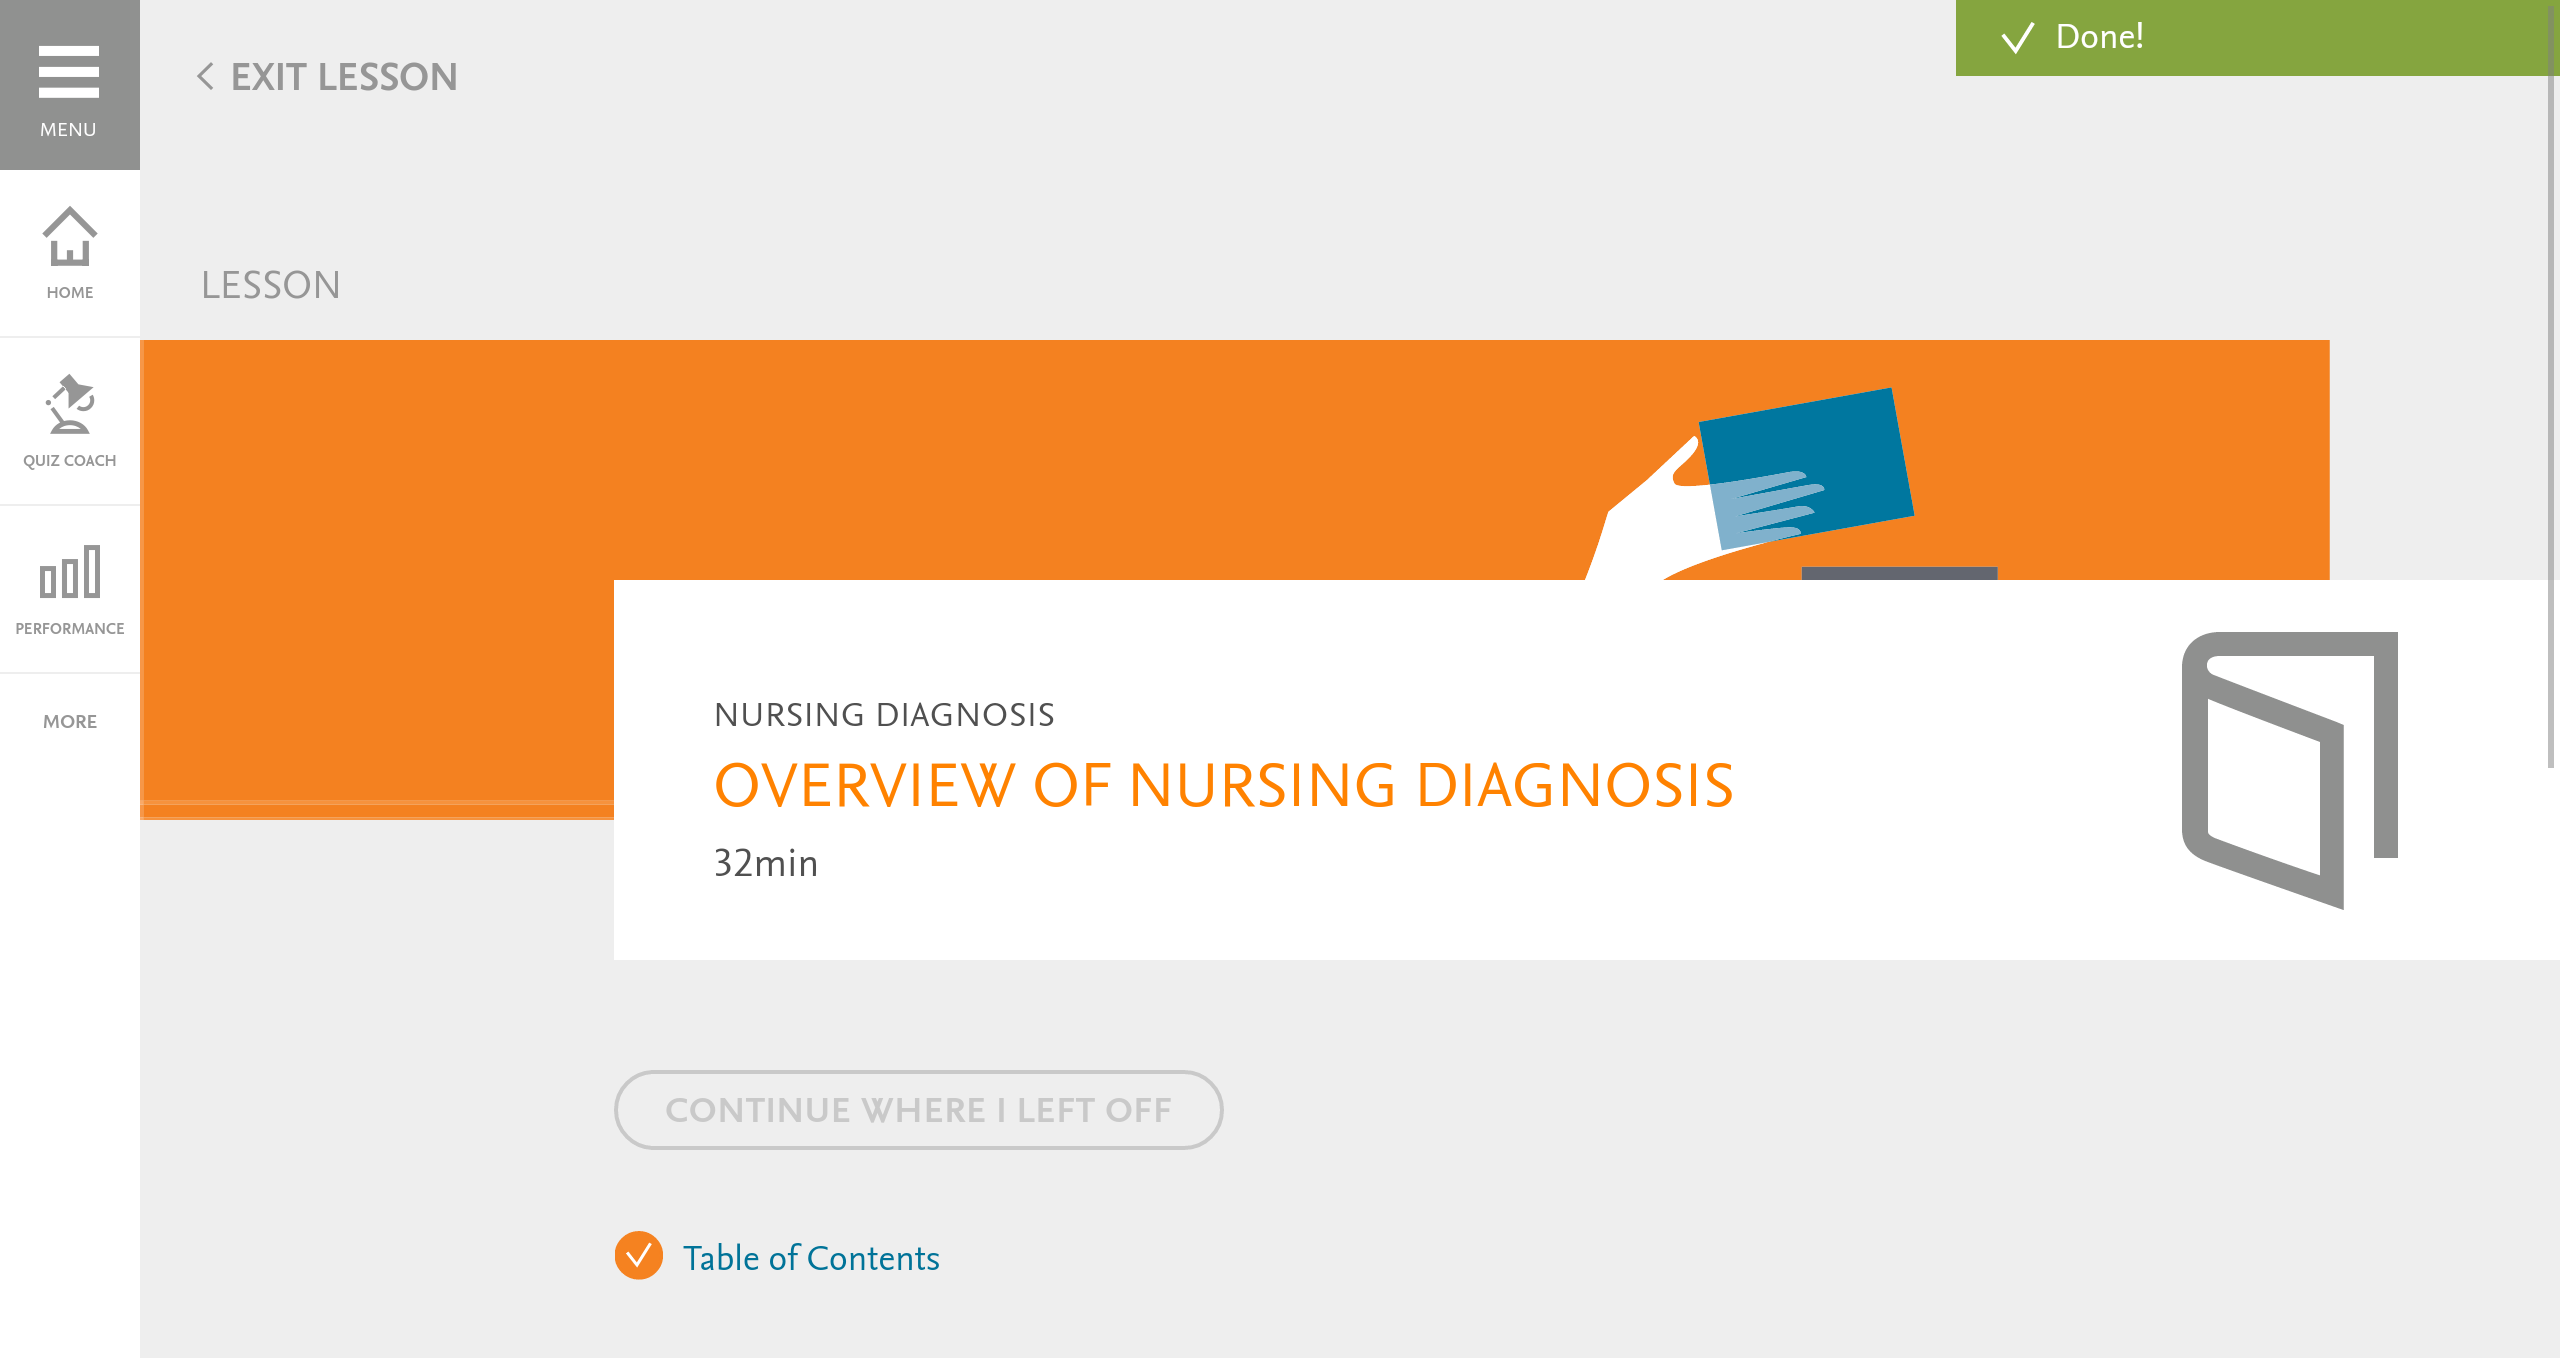 MENU
HOME
QUIZ COACH
PERFORMANCE
MORE
EXIT LESSON
Done!
LESSON
NURSING DIAGNOSIS
OVERVIEW OF NURSING DIAGNOSIS
32min
CONTINUE WHERE I LEFT OFF
Table of Contents